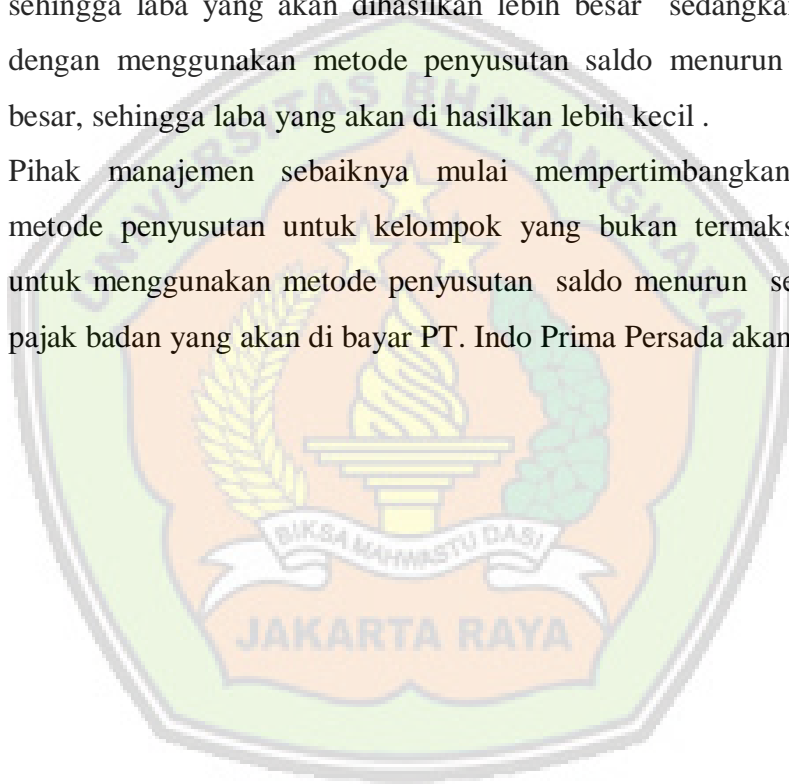 sehingga laba yang akan dihasilkan lebih besar sedangkan
dengan menggunakan metode penyusutan saldo menurun
besar, sehingga laba yang akan di hasilkan lebih kecil .
Pihak manajemen sebaiknya mulai mempertimbangkan
metode penyusutan untuk kelompok yang bukan termaks
untuk menggunakan metode penyusutan saldo menurun se
pajak badan yang akan di bayar PT. Indo Prima Persada akan
UNIVERSITAS BHAYANGKARA
BIKSA MAHWASTU DASI
JAKARTA RAYA